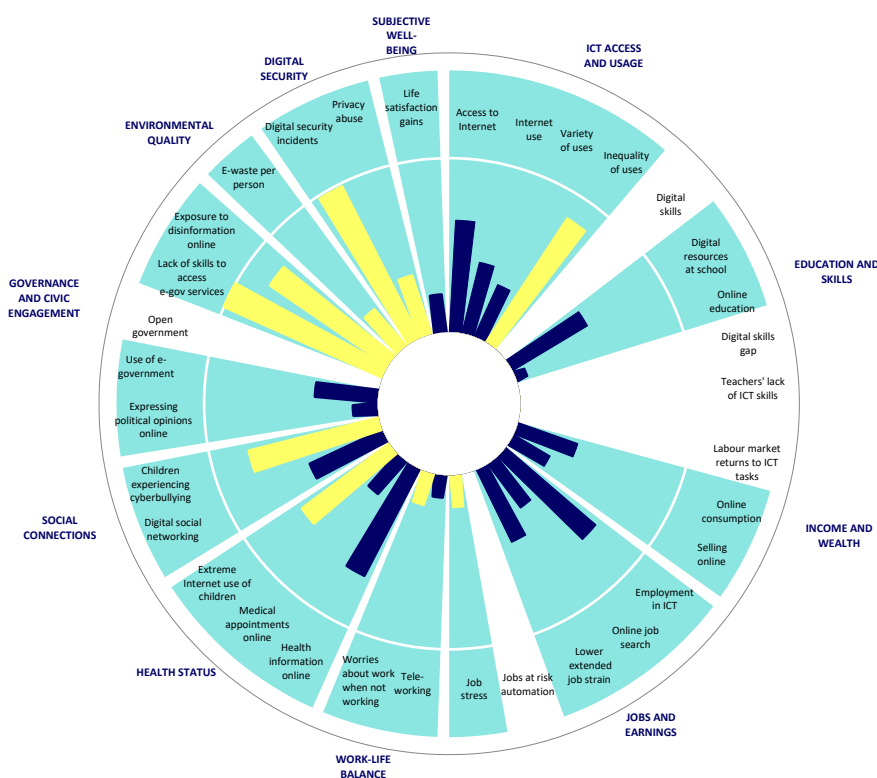 SUBJECTIVE
WELL-
BEING
Life
satisfaction
gains
ICT ACCESS
AND USAGE
Access to
Internet
Internet
use
Variety
of uses
Inequality
of uses
EDUCATION AND
SKILLS
Digital
skills
Digital
resources
at school
Online
education
Digital skills
gap
Teachers' lack
of ICT skills
INCOME AND
WEALTH
Labour market
returns to ICT
tasks
Online
consumption
Selling
online
JOBS AND
EARNINGS
Employment
in ICT
Online job
search
Lower
extended
job strain
Jobs at risk
automation
Job
stress
WORK-LIFE
BALANCE
Tele-
working
Worries
about work
when not
working
HEALTH STATUS
Health
information
online
Medical
appointments
online
Extreme
Internet use of
children
SOCIAL
CONNECTIONS
Digital social
networking
Children
experiencing
cyberbullying
GOVERNANCE
AND CIVIC
ENGAGEMENT
Expressing
political opinions
online
Use of e-
government
Open
government
Lack of skills to
access
e-gov services
Exposure to
disinformation
online
ENVIRONMENTAL
QUALITY
E-waste per
person
DIGITAL
SECURITY
Digital security
incidents
Privacy
abuse